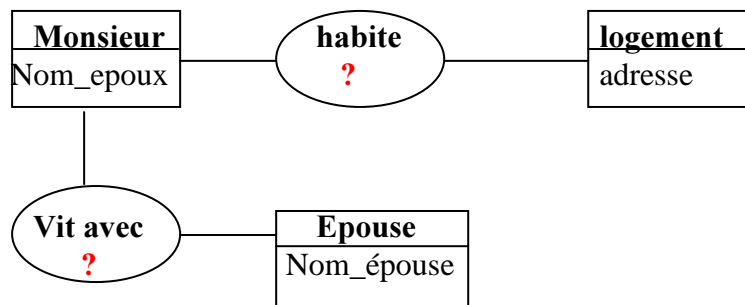 Monsieur
Nom_epoux
habite
?
logement
adresse
Vit avec
?
Epouse
Nom_épouse